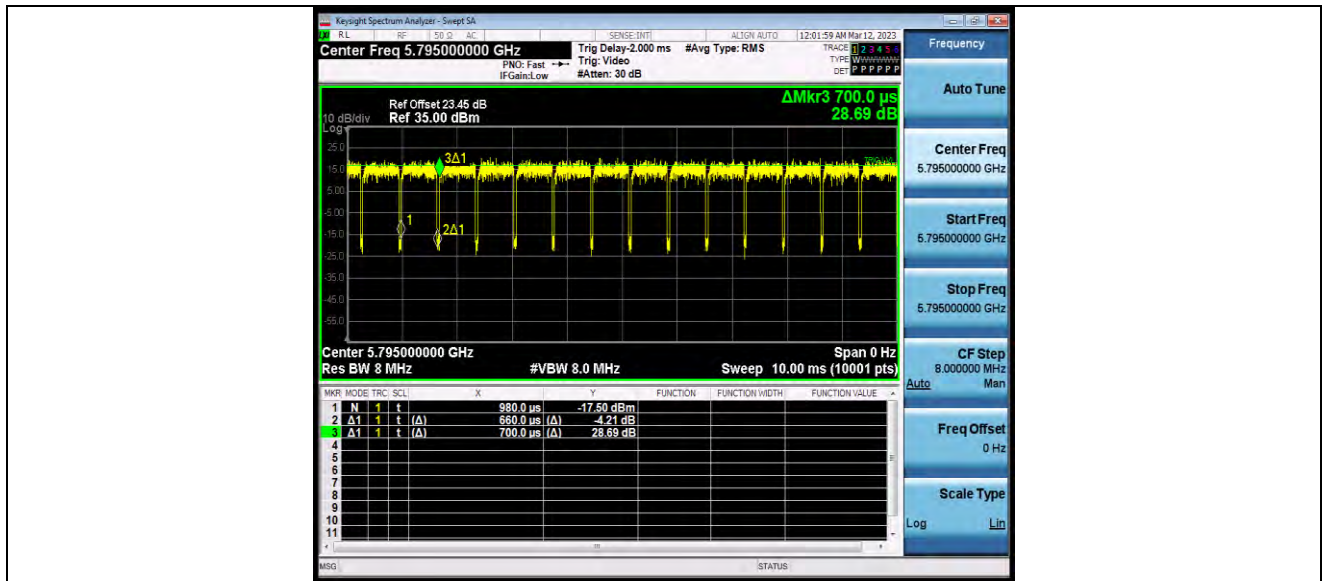 Keysight Spectrum Analyzer - Swept SA
RL RF 50 Ω AC SENSE:INT ALIGN AUTO 12:01:59 AM Mar 12, 2023
Center Freq 5.795000000 GHz
Trig Delay-2.000 ms #Avg Type: RMS
PNO: Fast
Trig: Video
IFGain:Low
#Atten: 30 dB
TRACE 1 2 3 4 5 6
TYPE WWWWWW
DET P P P P P P
ΔMkr3 700.0 µs
28.69 dB
Ref Offset 23.45 dB
10 dB/div Ref 35.00 dBm
Log
25.0
15.0
5.00
-5.00
-15.0
-25.0
-35.0
-45.0
-55.0
3Δ1
1
2Δ1
Center 5.795000000 GHz Span 0 Hz
Res BW 8 MHz #VBW 8.0 MHz Sweep 10.00 ms (10001 pts)
MKR MODE TRC SCL X Y FUNCTION FUNCTION WIDTH FUNCTION VALUE
1 N 1 t 980.0 µs -17.50 dBm
2 Δ1 1 t (Δ) 660.0 µs (Δ) -4.21 dB
3 Δ1 1 t (Δ) 700.0 µs (Δ) 28.69 dB
4
5
6
7
8
9
10
11
MSG STATUS
Frequency
Auto Tune
Center Freq
5.795000000 GHz
Start Freq
5.795000000 GHz
Stop Freq
5.795000000 GHz
CF Step
8.000000 MHz
Auto Man
Freq Offset
0 Hz
Scale Type
Log Lin